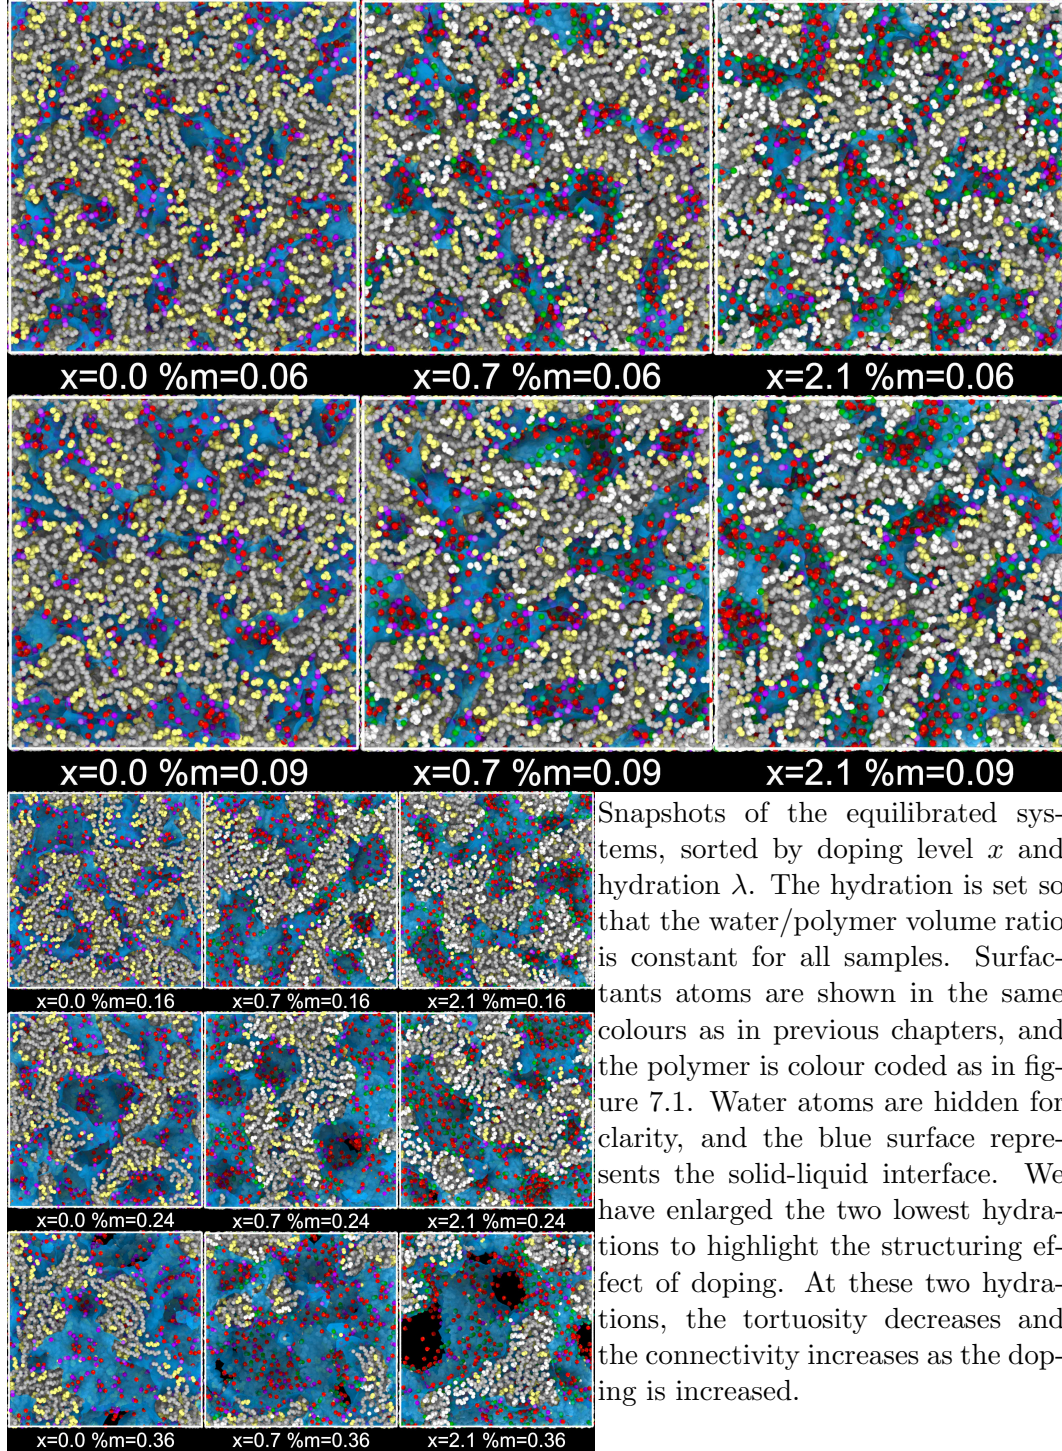 x=0.0 %m=0.06
x=0.7 %m=0.06
x=2.1 %m=0.06
x=0.0 %m=0.09
x=0.7 %m=0.09
x=2.1 %m=0.09
x=0.0 %m=0.16
x=0.7 %m=0.16
x=2.1 %m=0.16
x=0.0 %m=0.24
x=0.7 %m=0.24
x=2.1 %m=0.24
x=0.0 %m=0.36
x=0.7 %m=0.36
x=2.1 %m=0.36
Snapshots of the equilibrated sys-
tems, sorted by doping level x and
hydration λ. The hydration is set so
that the water/polymer volume ratio
is constant for all samples. Surfac-
tants atoms are shown in the same
colours as in previous chapters, and
the polymer is colour coded as in fig-
ure 7.1. Water atoms are hidden for
clarity, and the blue surface repre-
sents the solid-liquid interface. We
have enlarged the two lowest hydra-
tions to highlight the structuring ef-
fect of doping. At these two hydra-
tions, the tortuosity decreases and
the connectivity increases as the dop-
ing is increased.